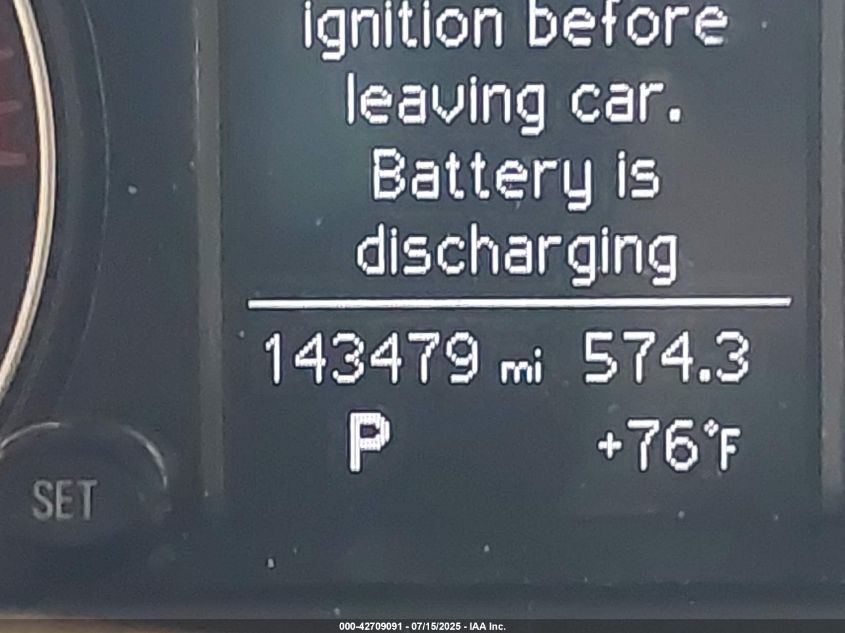 ignition before
leaving car.
Battery is
discharging
143479 mi 574.3
P +76°F
SET
000-42709091 - 07/15/2025 - IAA Inc.